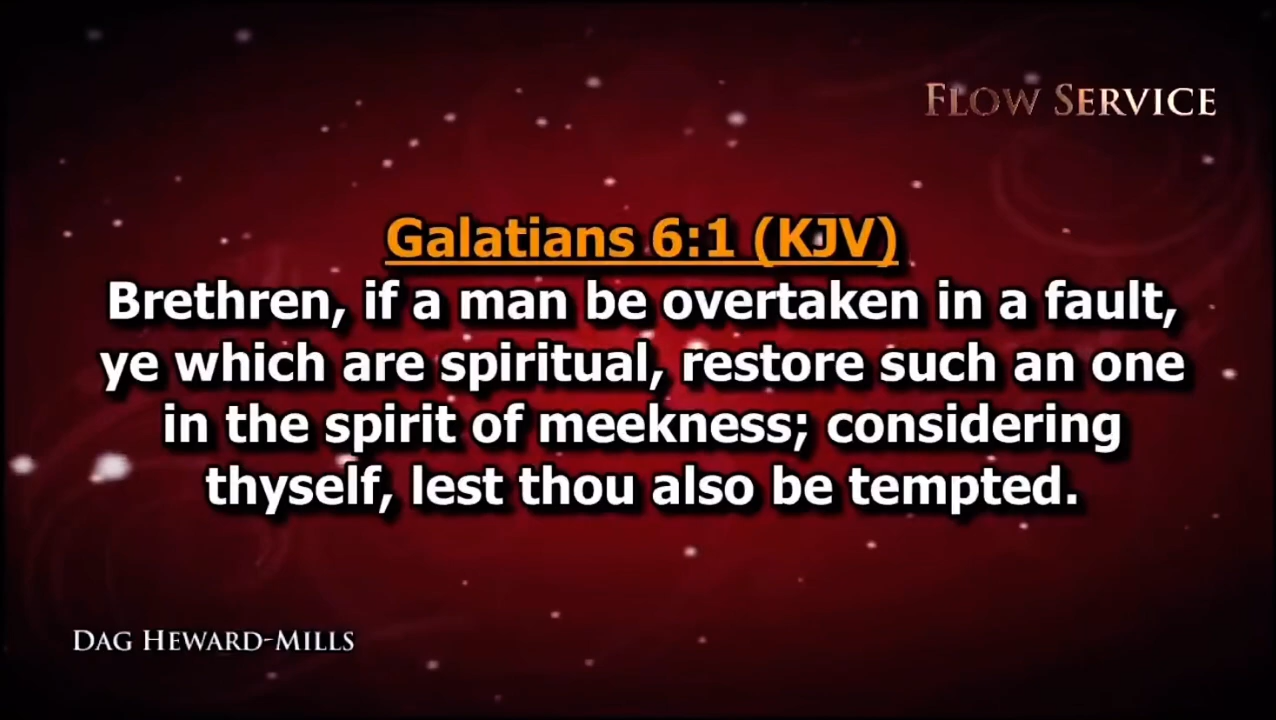 FLOW SERVICE
Galatians 6:1 (KJV)
Brethren, if a man be overtaken in a fault,
ye which are spiritual, restore such an one
in the spirit of meekness; considering
thyself, lest thou also be tempted.
DAG HEWARD-MILLS